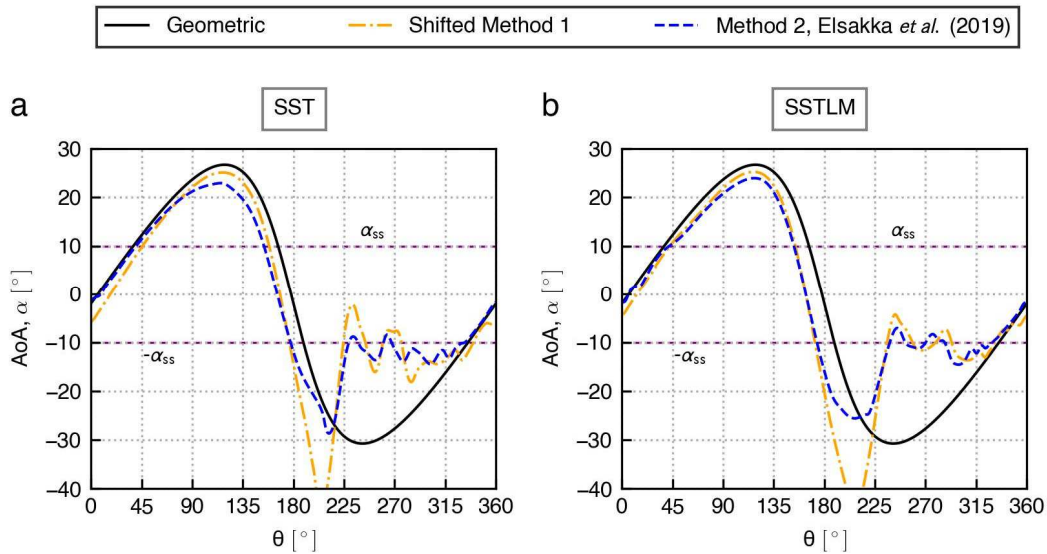 Geometric Shifted Method 1 Method 2, Elsakka et al. (2019)
a SST b SSTLM
30 30
20 20
10 αss 10 αss
0 0
−10 −10
-αss -αss
−20 −20
−30 −30
−40 −40
0 45 90 135 180 225 270 315 360 0 45 90 135 180 225 270 315 360
AoA, α [°] AoA, α [°]
θ [°] θ [°]